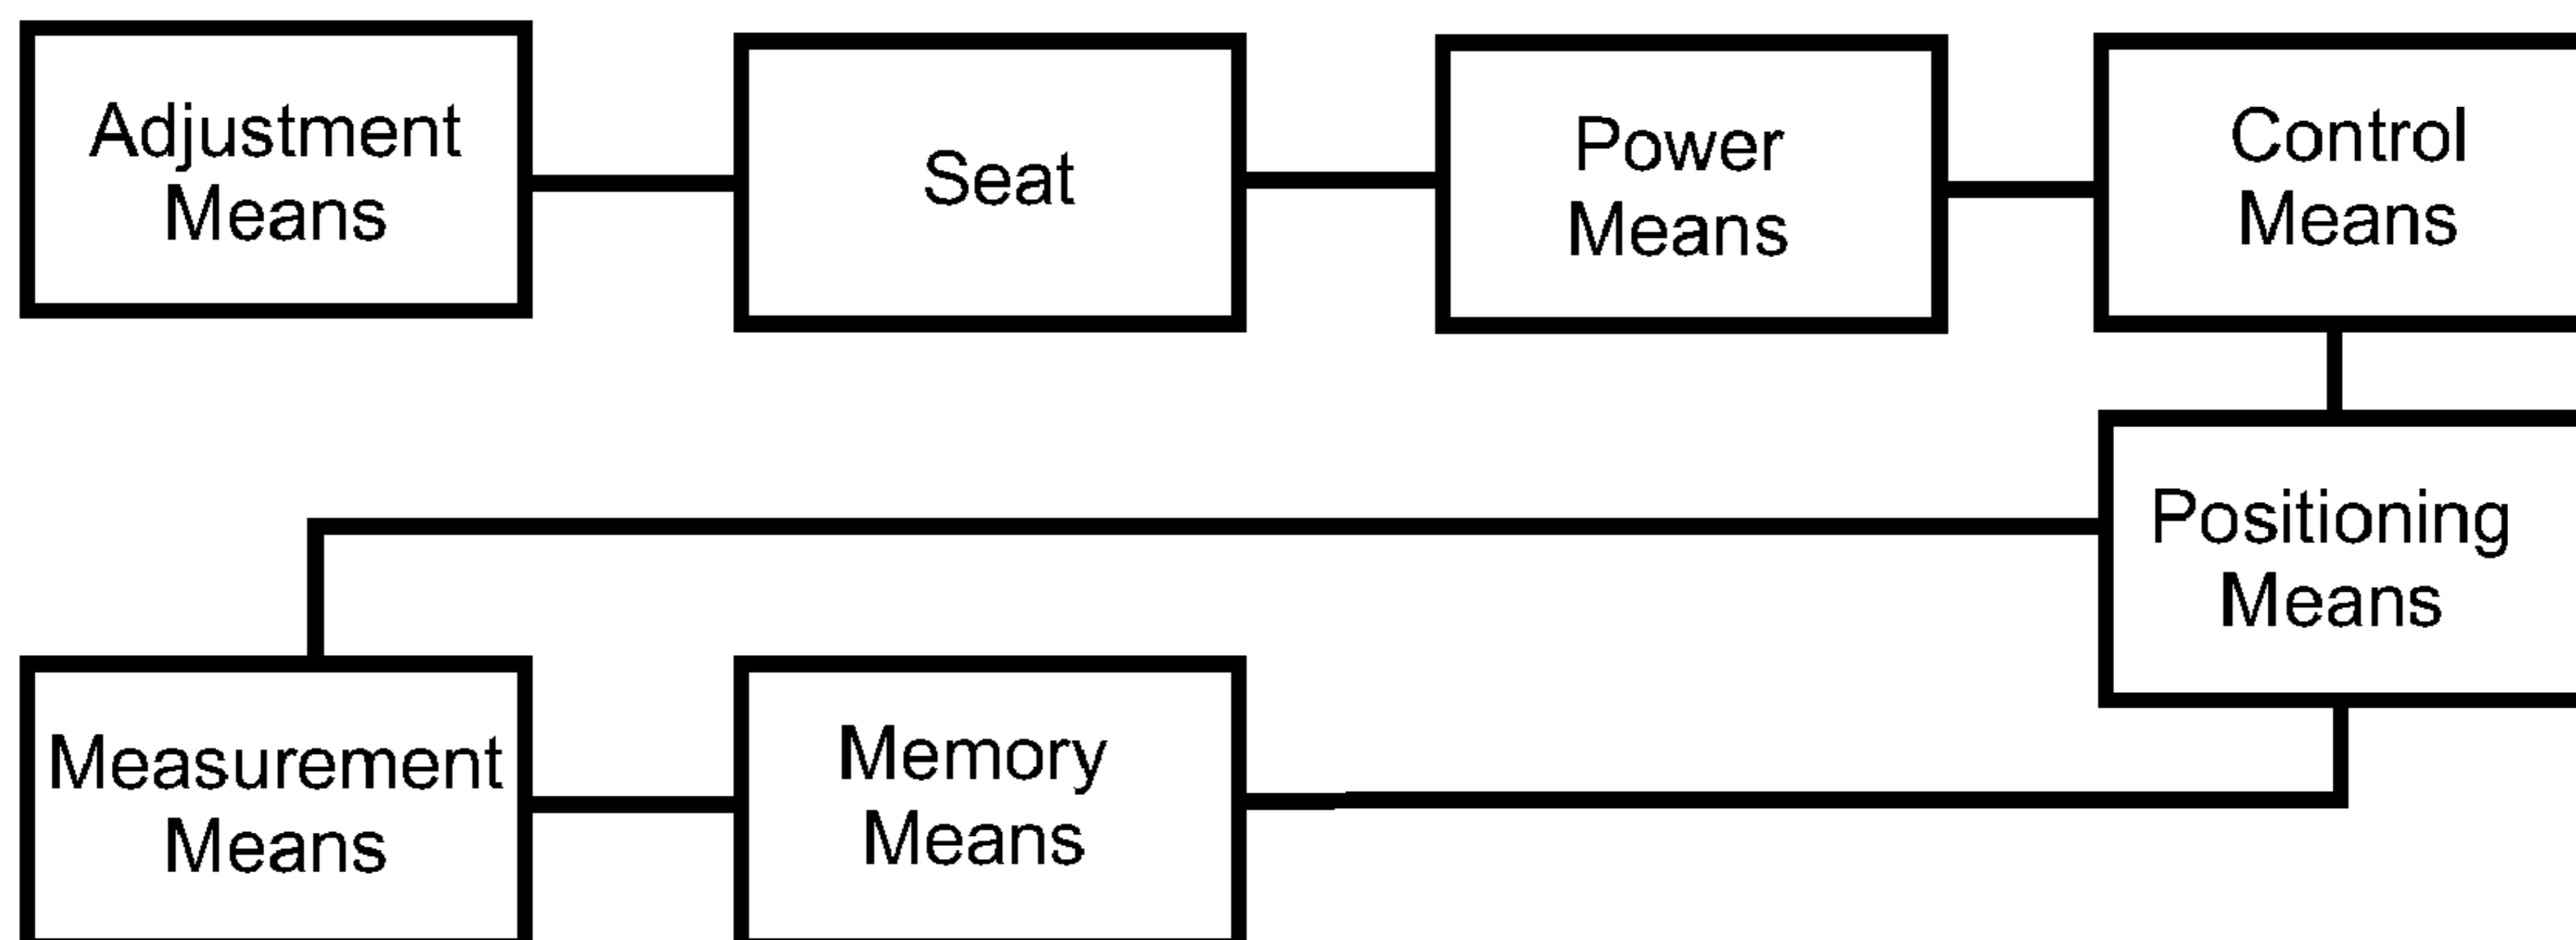 Adjustment
Means
Seat
Power
Means
Control
Means
Positioning
Means
Measurement
Means
Memory
Means